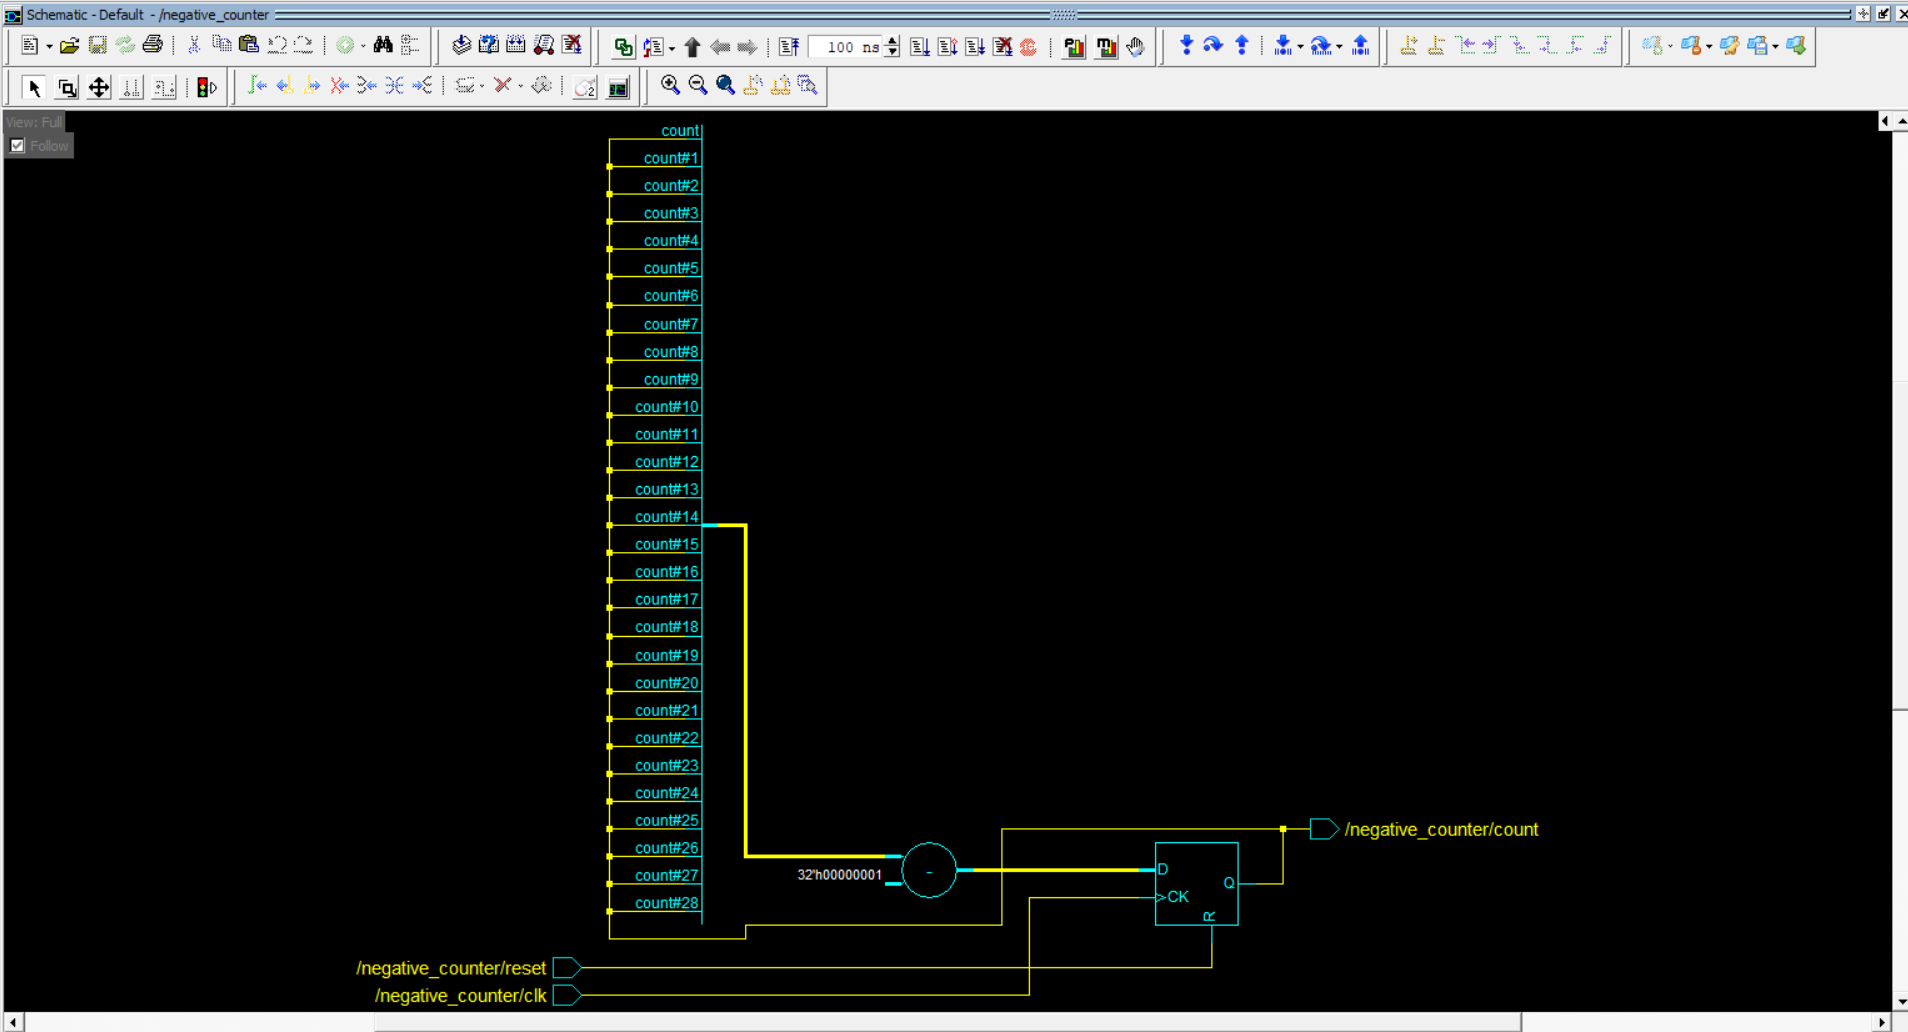 Schematic - Default - /negative_counter
100 ns
View: Full
Follow
count
count#1
count#2
count#3
count#4
count#5
count#6
count#7
count#8
count#9
count#10
count#11
count#12
count#13
count#14
count#15
count#16
count#17
count#18
count#19
count#20
count#21
count#22
count#23
count#24
count#25
/negative_counter/count
count#26
D
32'h00000001
-
count#27
Q
CK
count#28
R
/negative_counter/reset
/negative_counter/clk